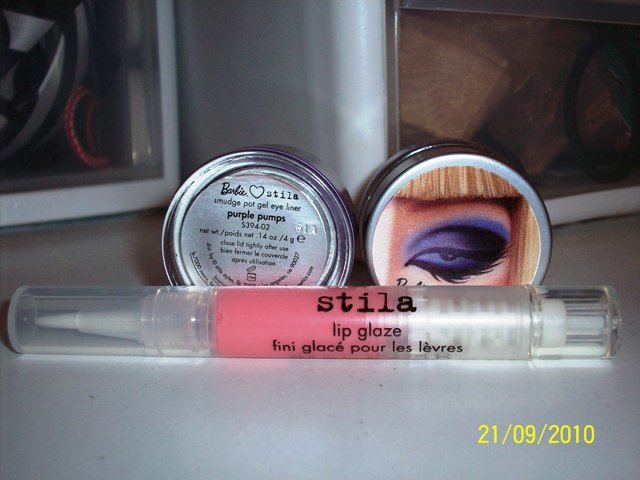 Barbie ♡ stila
smudge pot gel eye liner
purple pumps
S394-02
net wt./poids net .14 oz./4 g e
close lid tightly after use
bien fermer le couvercle
après utilisation
Barbie
stila
lip glaze
fini glacé pour les lèvres
21/09/2010